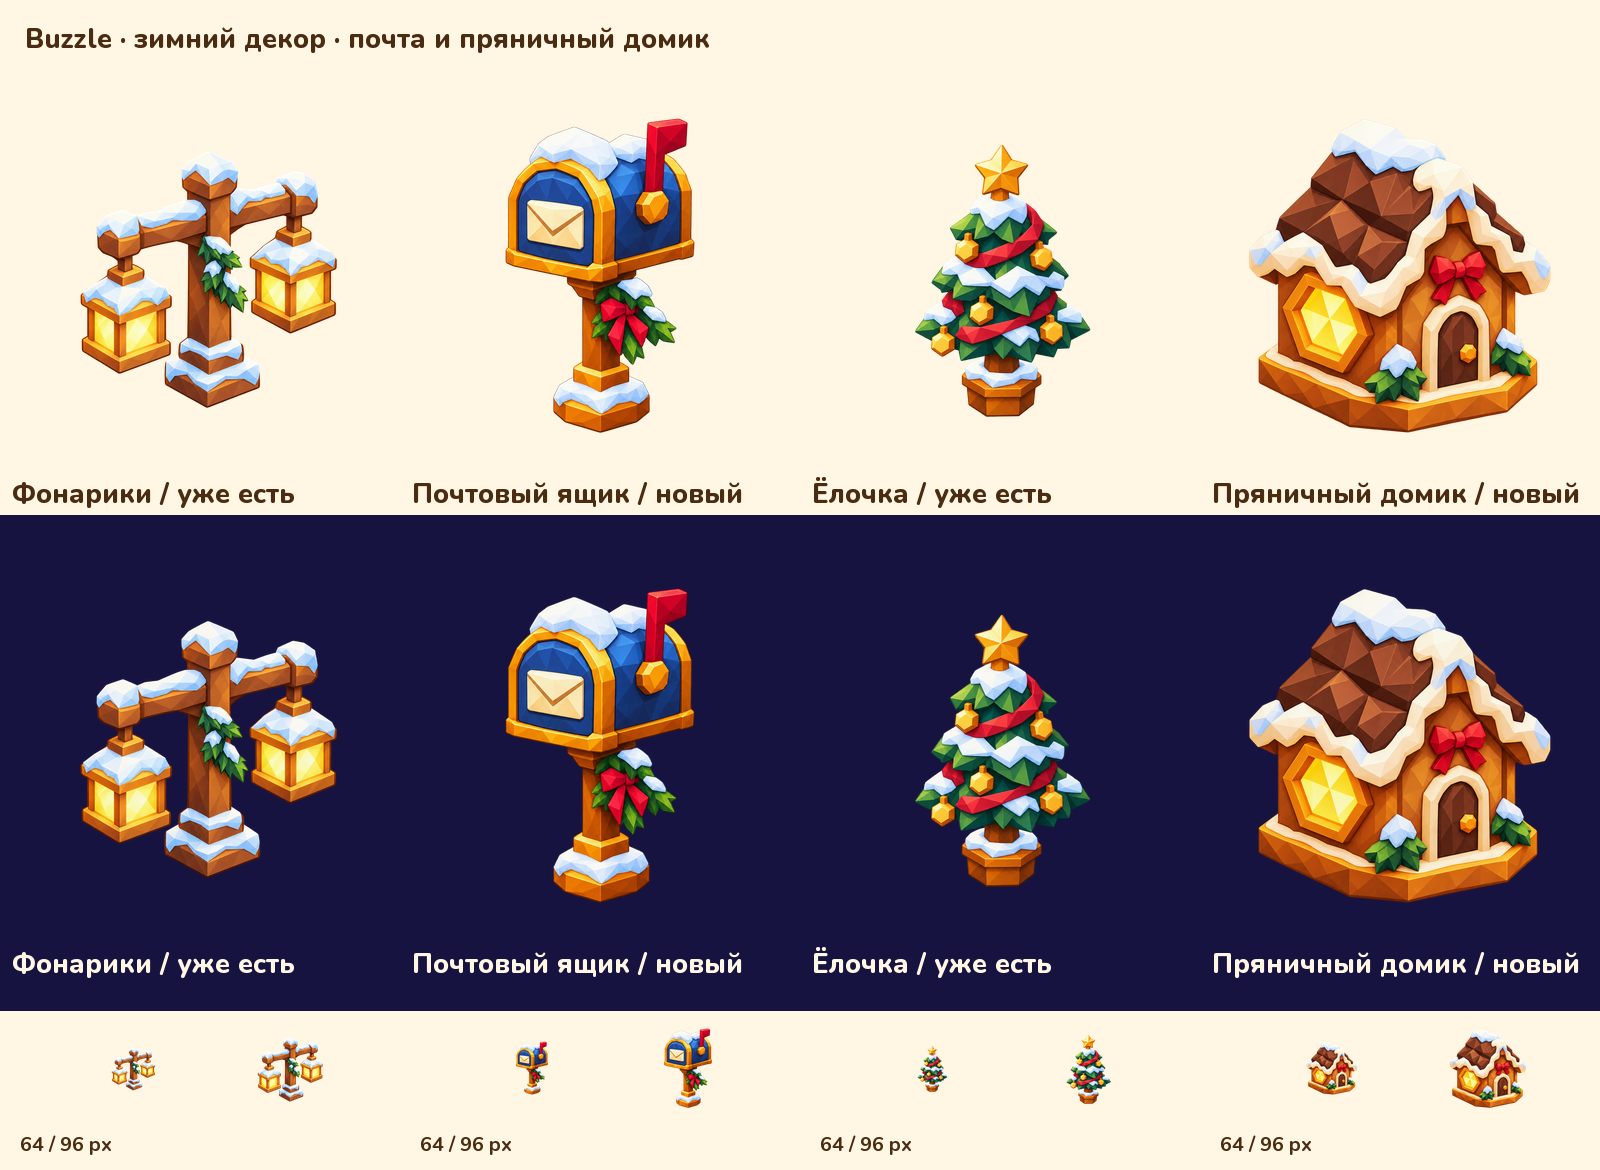 Buzzle · зимний декор · почта и пряничный домик
Фонарики / уже есть
Почтовый ящик / новый
Ёлочка / уже есть
Пряничный домик / новый
Фонарики / уже есть
Почтовый ящик / новый
Ёлочка / уже есть
Пряничный домик / новый
64 / 96 px
64 / 96 px
64 / 96 px
64 / 96 px